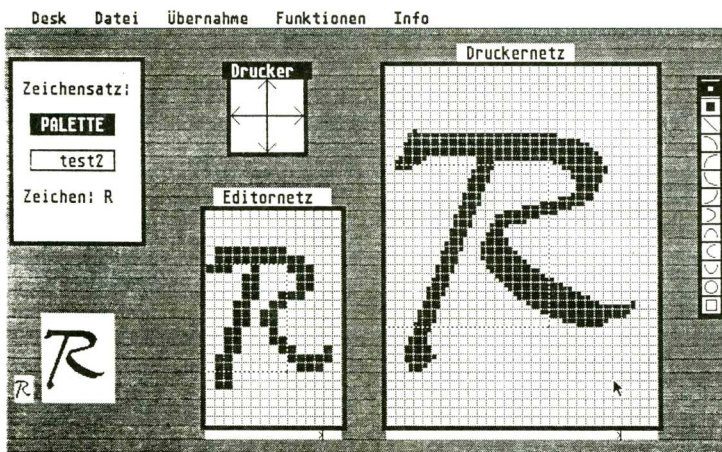 Desk Datei Übernahme Funktionen Info
Zeichensatz:
PALETTE
test2
Zeichen: R
Drucker
Editornetz
Druckernetz
R
R
R
R